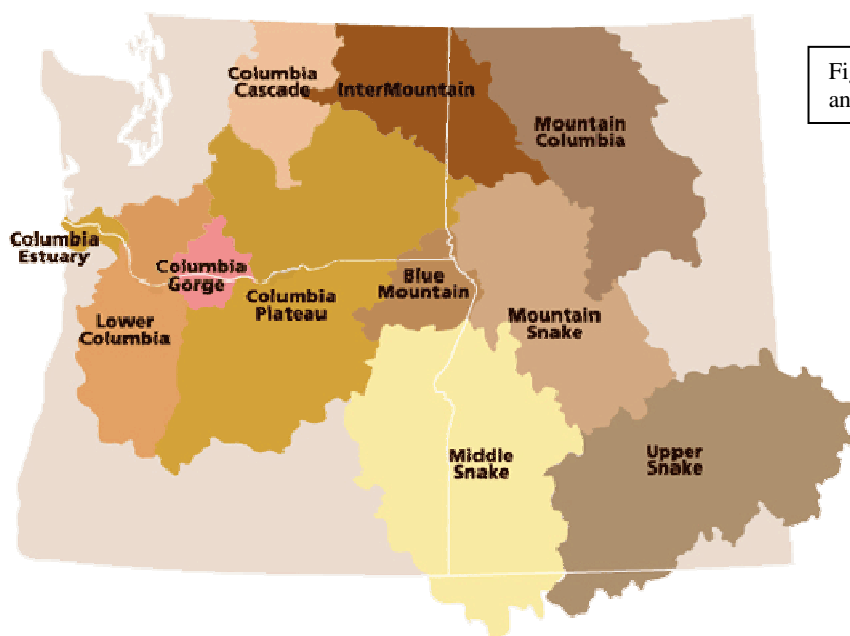 Columbia
Cascade
InterMountain
Mountain
Columbia
Fig
an
Columbia
Estuary
Columbia
Gorge
Columbia
Plateau
Blue
Mountain
Lower
Columbia
Mountain
Snake
Middle
Snake
Upper
Snake